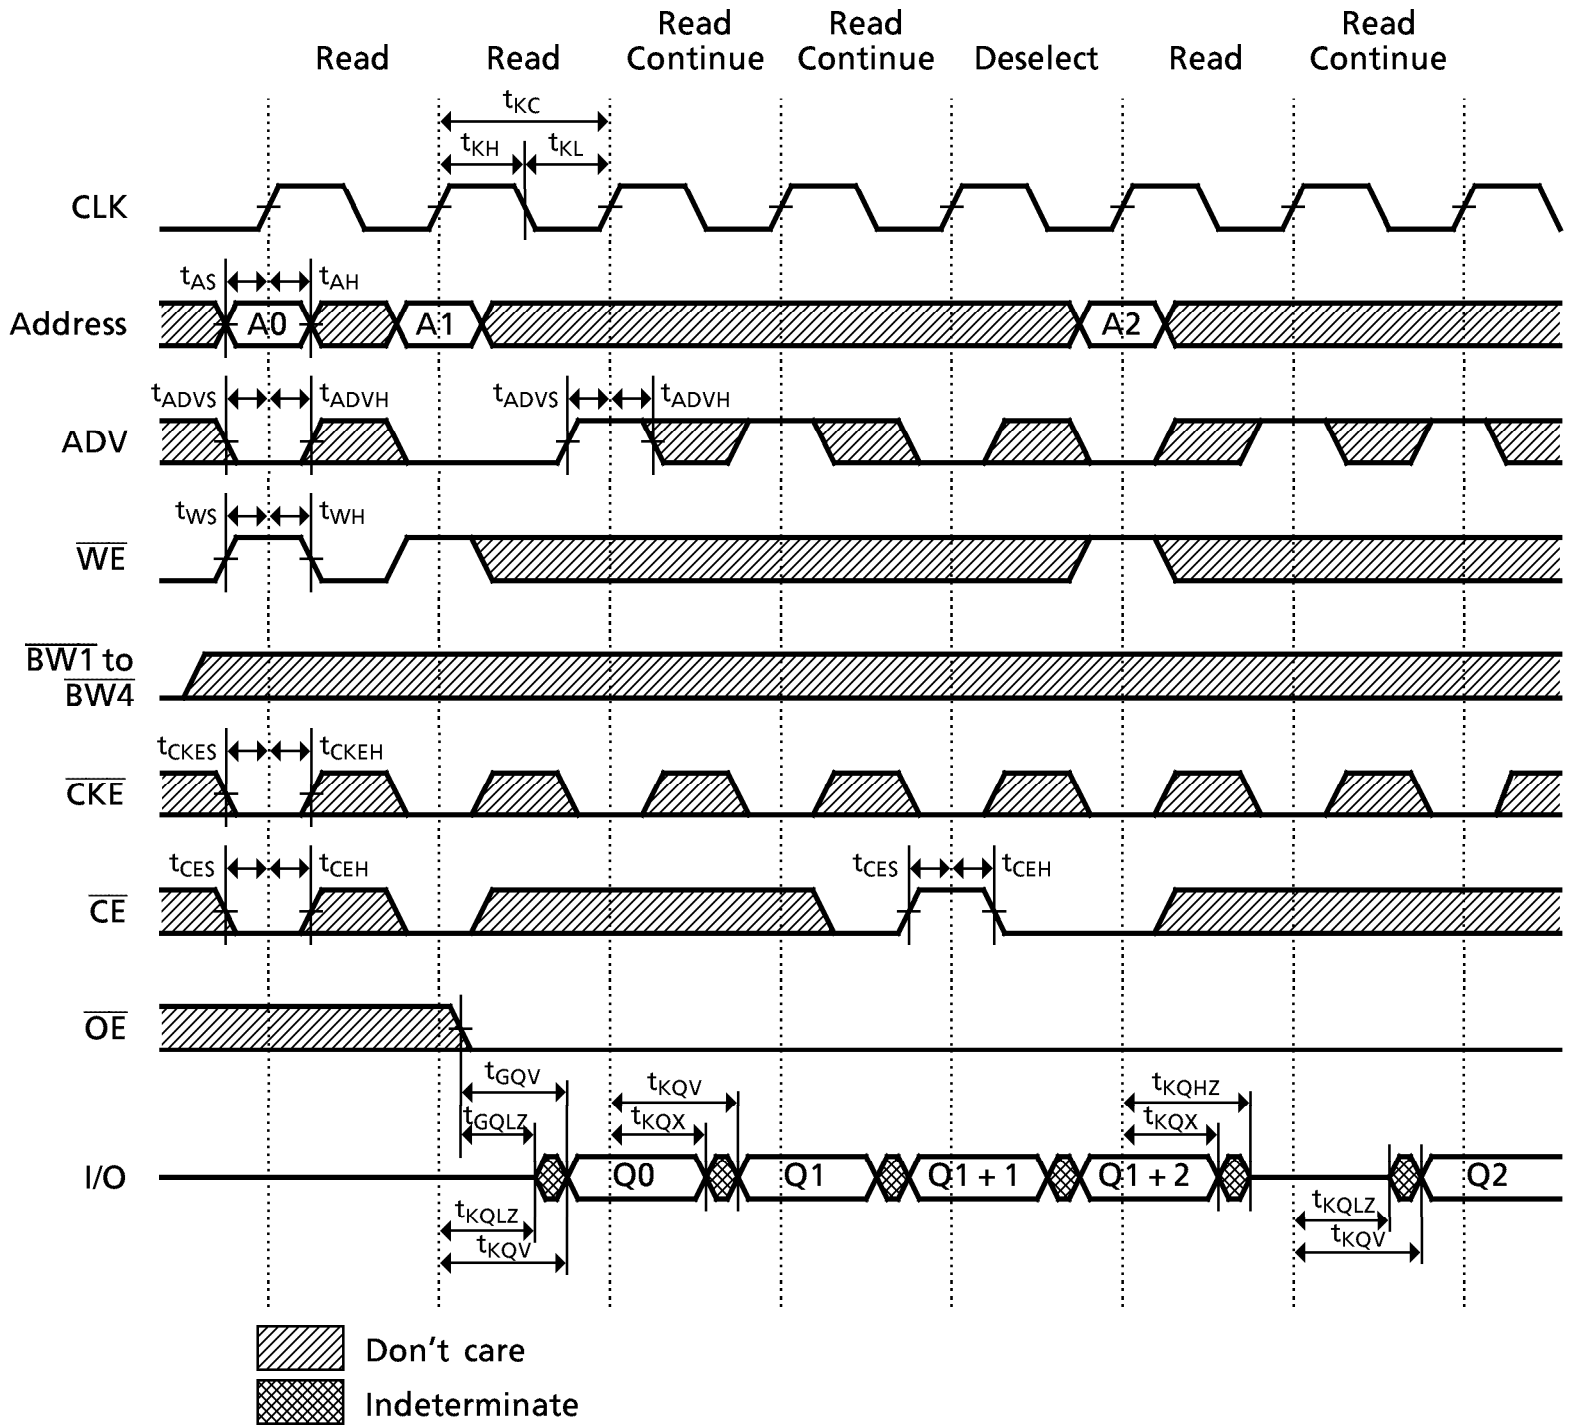 Read
Read
Read
Continue
Read
Continue
Deselect
Read
Read
Continue
tKC
tKH
tKL
CLK
tAS
tAH
Address
A0
A1
A2
tADVS
tADVH
tADVS
tADVH
ADV
tWS
tWH
WE
BW1 to
BW4
tCKES
tCKEH
CKE
tCES
tCEH
tCES
tCEH
CE
OE
tGQV
tKQV
tKQHZ
tGQLZ
tKQX
tKQX
I/O
Q0
Q1
Q1 + 1
Q1 + 2
Q2
tKQLZ
tKQLZ
tKQV
tKQV
Don't care
Indeterminate